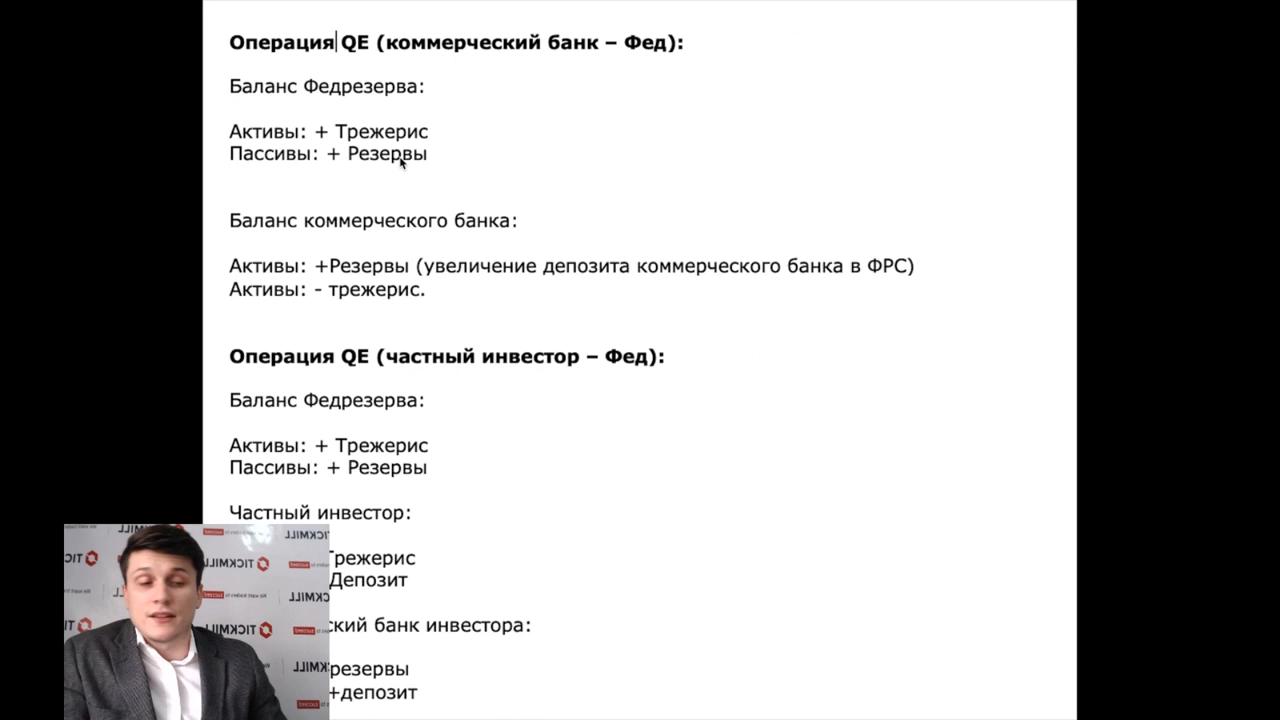 Операция QE (коммерческий банк – Фед):
Баланс Федрезерва:
Активы: + Трежерис
Пассивы: + Резервы
Баланс коммерческого банка:
Активы: +Резервы (увеличение депозита коммерческого банка в ФРС)
Активы: - трежерис.
Операция QE (частный инвестор – Фед):
Баланс Федрезерва:
Активы: + Трежерис
Пассивы: + Резервы
Частный инвестор:
Трежерис
Депозит
ский банк инвестора:
резервы
+депозит
TICKMILL
TICKMILL